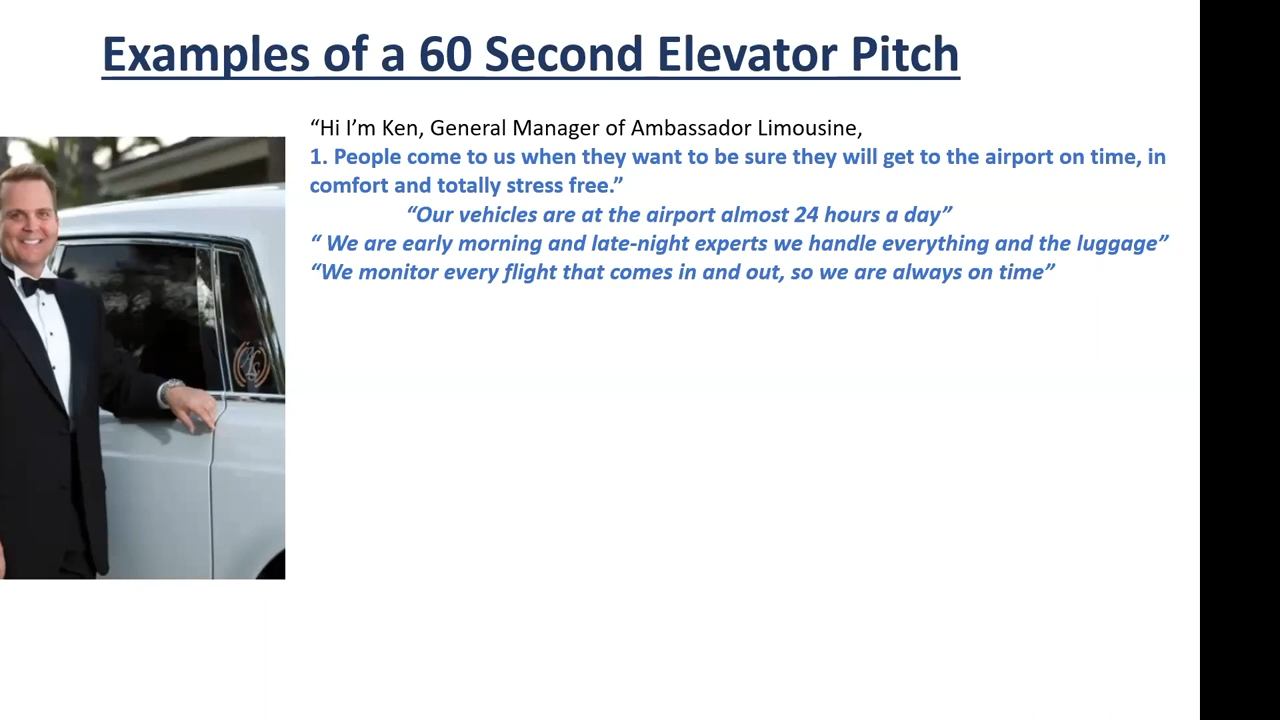 Examples of a 60 Second Elevator Pitch
“Hi I’m Ken, General Manager of Ambassador Limousine,
1. People come to us when they want to be sure they will get to the airport on time, in
comfort and totally stress free.”
“Our vehicles are at the airport almost 24 hours a day”
“ We are early morning and late-night experts we handle everything and the luggage”
“We monitor every flight that comes in and out, so we are always on time”